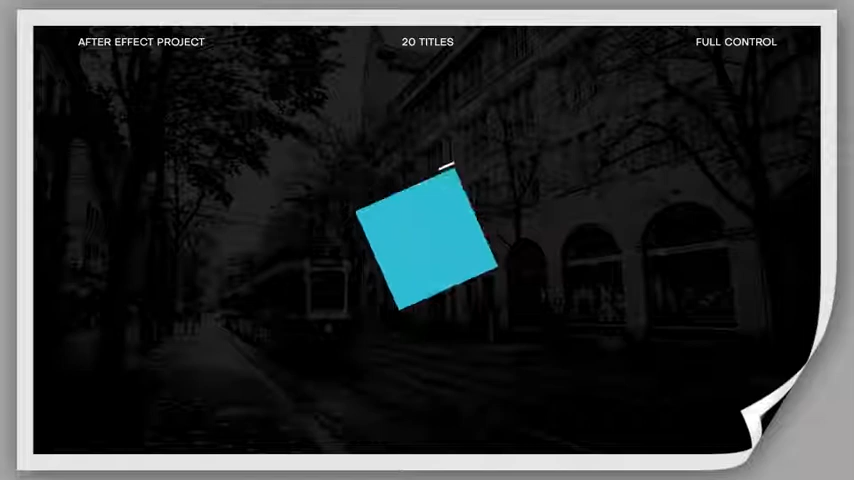 AFTER EFFECT PROJECT
20 TITLES
FULL CONTROL